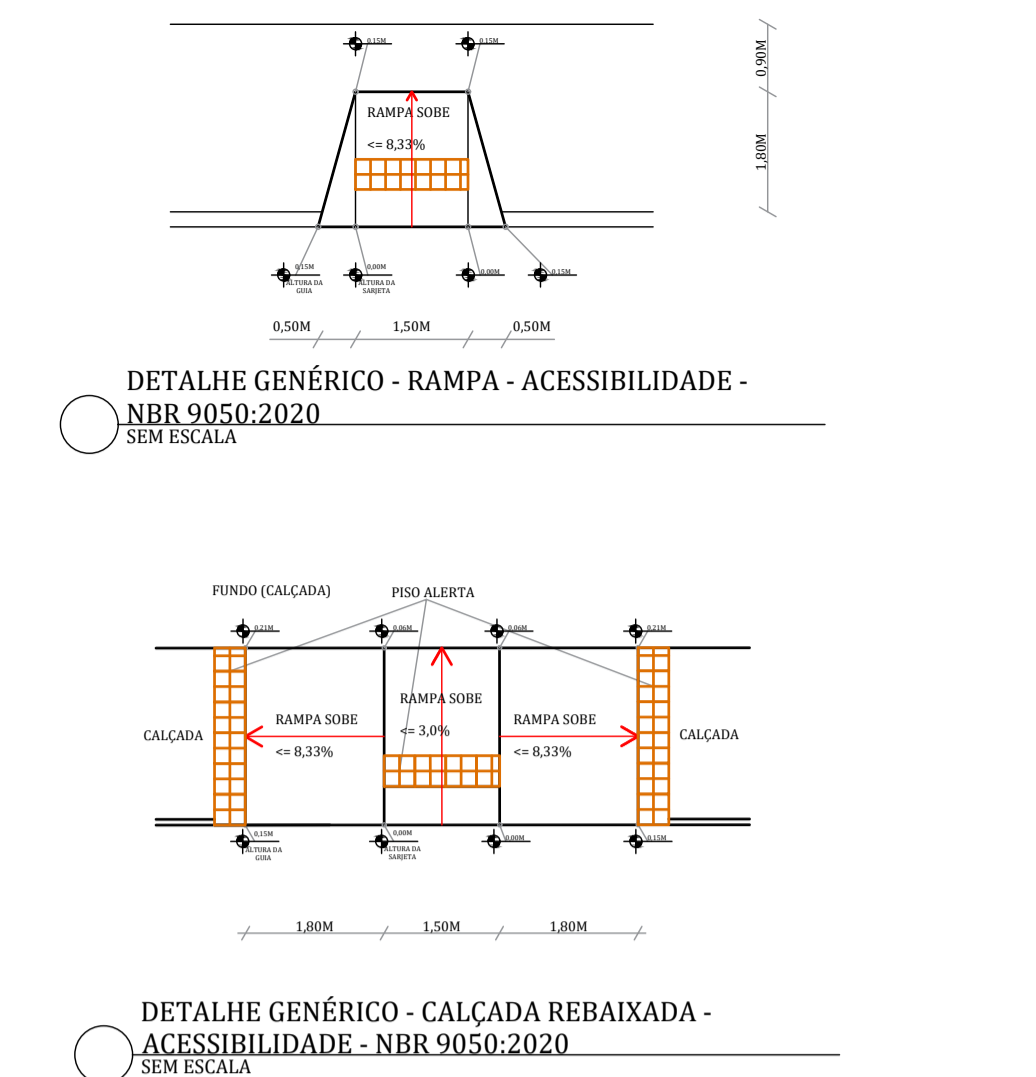 0,15M 0,15M
0,90M
RAMPA SOBE
<= 8,33%
1,80M
0,15M 0,00M 0,00M 0,15M
ALTURA DA ALTURA DA
GUIA SARJETA
0,50M 1,50M 0,50M
DETALHE GENÉRICO - RAMPA - ACESSIBILIDADE -
NBR 9050:2020
SEM ESCALA
FUNDO (CALÇADA) PISO ALERTA
0,21M 0,06M 0,06M 0,21M
RAMPA SOBE
<= 3,0%
CALÇADA RAMPA SOBE RAMPA SOBE CALÇADA
<= 8,33% <= 8,33%
0,15M 0,00M 0,00M 0,15M
ALTURA DA ALTURA DA
GUIA SARJETA
1,80M 1,50M 1,80M
DETALHE GENÉRICO - CALÇADA REBAIXADA -
ACESSIBILIDADE - NBR 9050:2020
SEM ESCALA